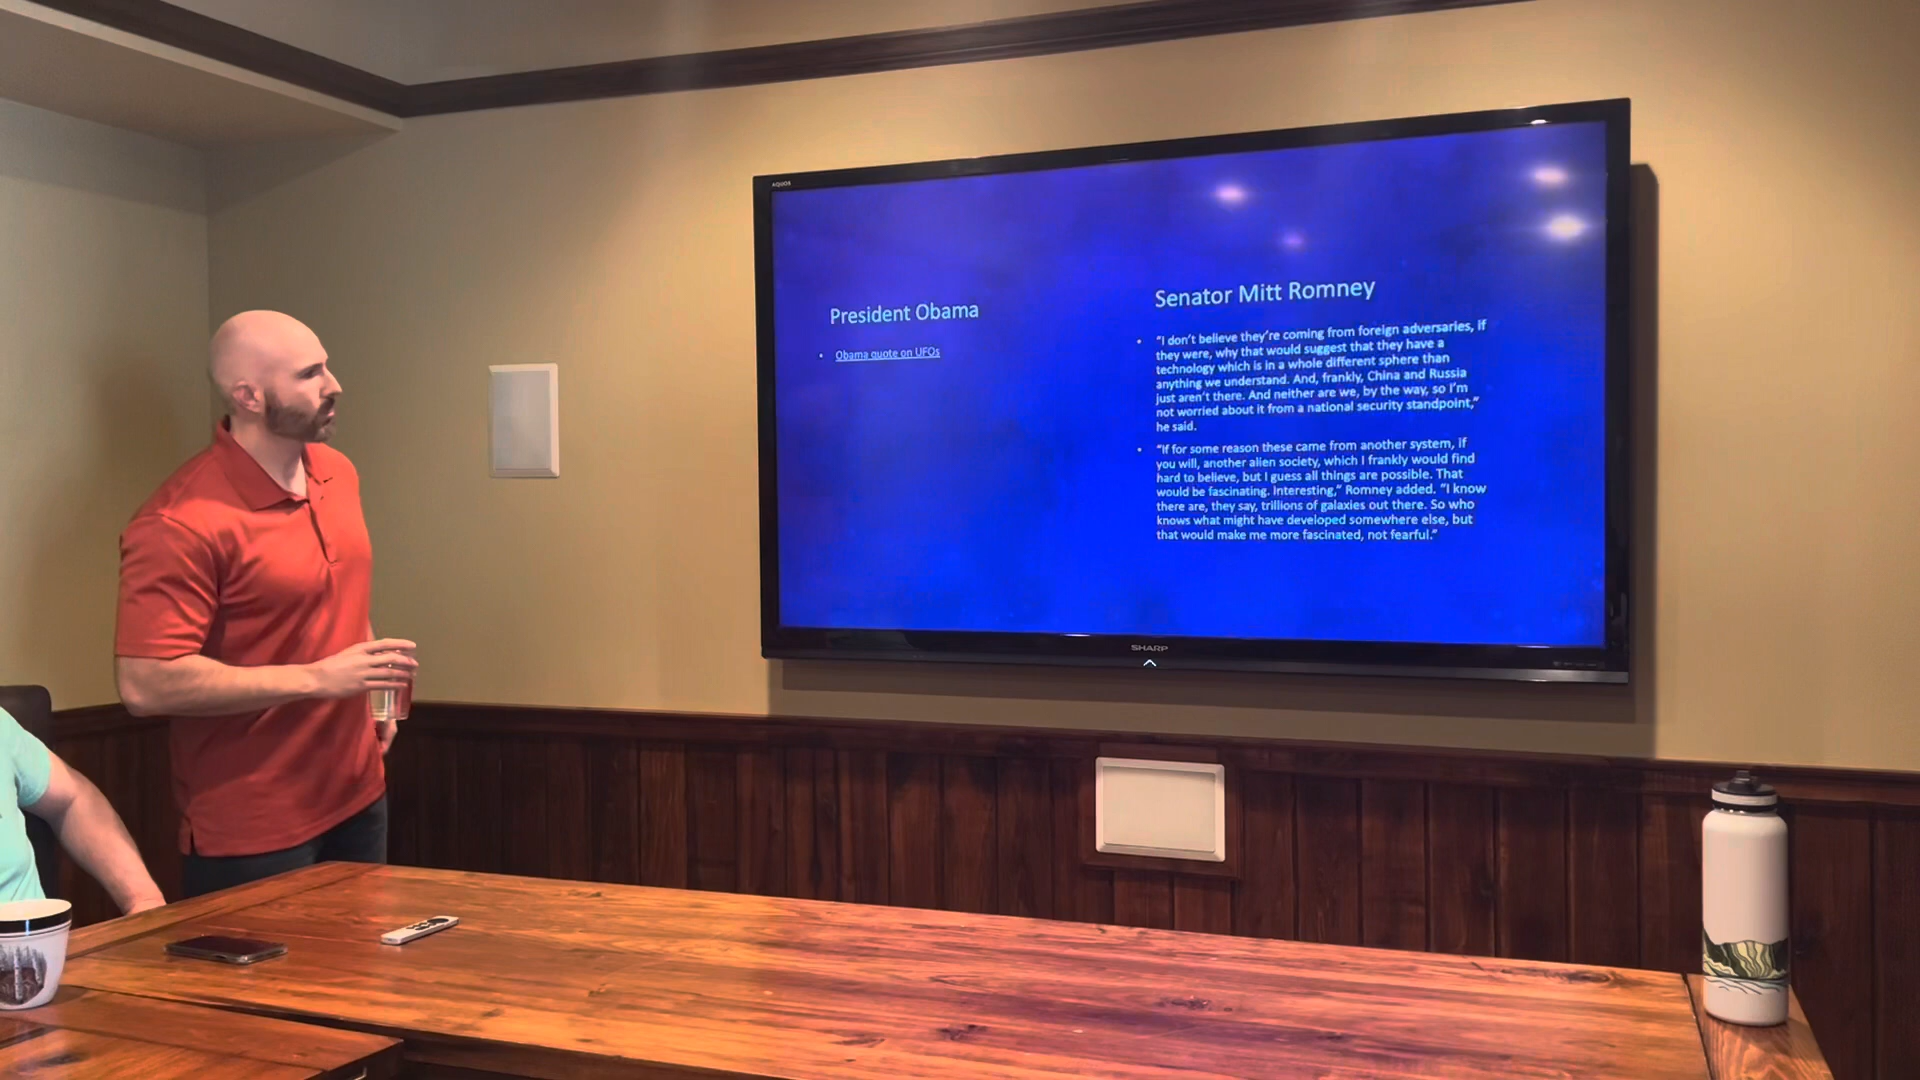 AQUOS
President Obama
• Obama quote on UFOs
Senator Mitt Romney
• "I don't believe they're coming from foreign adversaries, if
they were, why that would suggest that they have a
technology which is in a whole different sphere than
anything we understand. And, frankly, China and Russia
just aren't there. And neither are we, by the way, so I'm
not worried about it from a national security standpoint,"
he said.
• "If for some reason these came from another system, if
you will, another alien society, which I frankly would find
hard to believe, but I guess all things are possible. That
would be fascinating. Interesting," Romney added. "I know
there are, they say, trillions of galaxies out there. So who
knows what might have developed somewhere else, but
that would make me more fascinated, not fearful."
SHARP